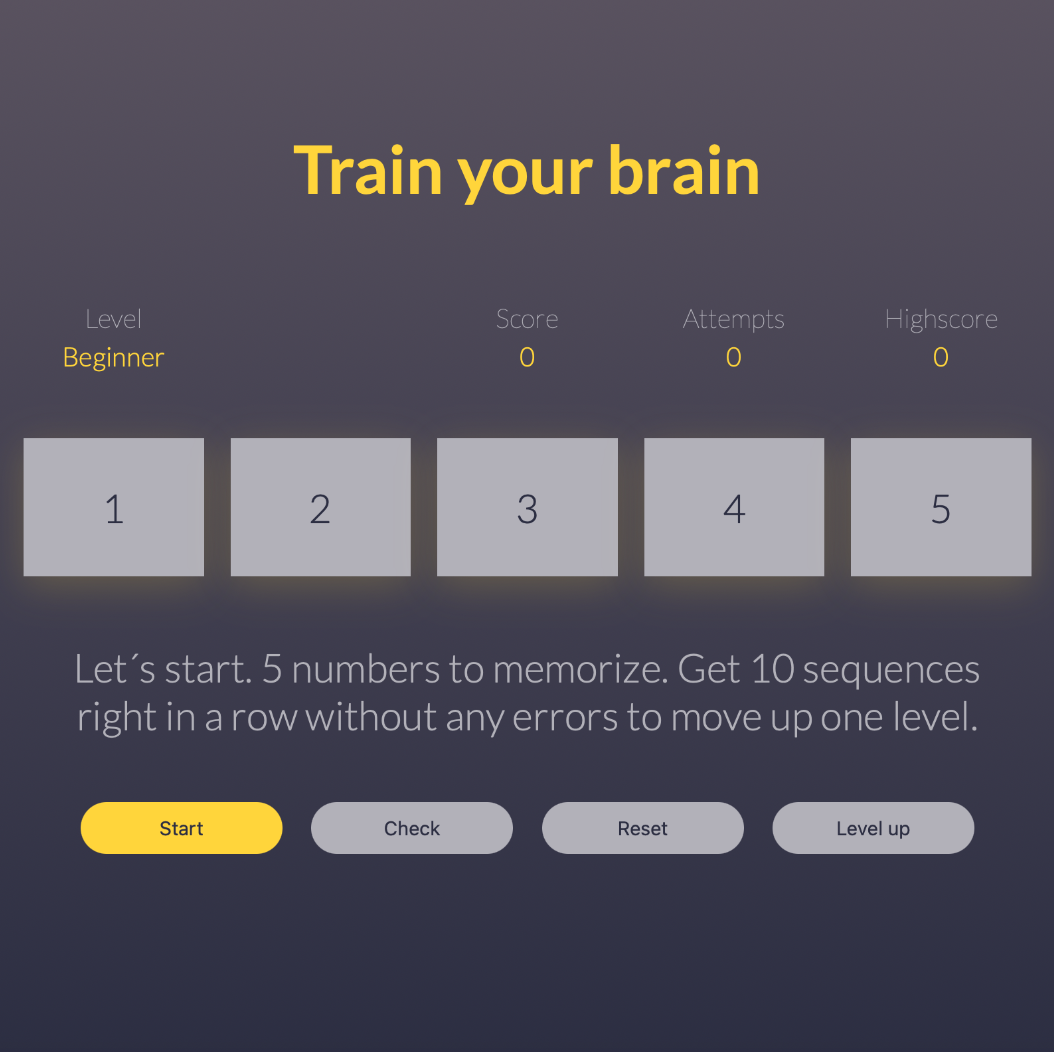 Train your brain
Level Score Attempts Highscore
Beginner 0 0 0
1 2 3 4 5
Let´s start. 5 numbers to memorize. Get 10 sequences
right in a row without any errors to move up one level.
Start Check Reset Level up